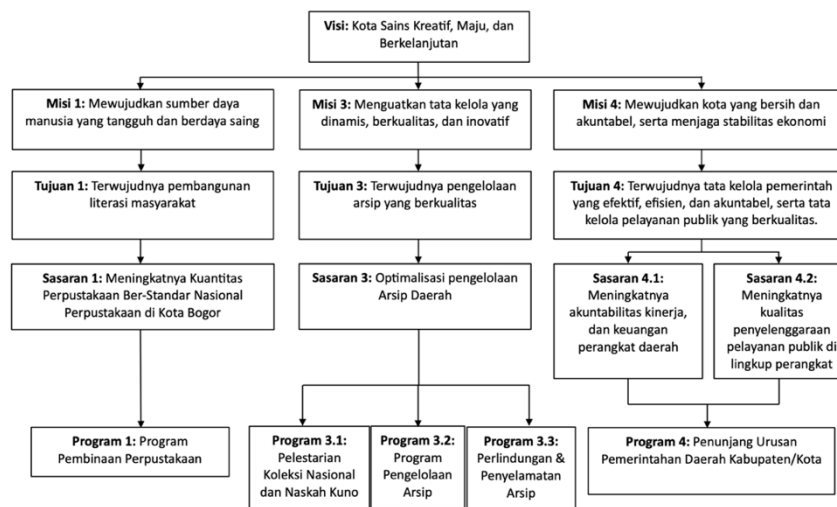 Visi: Kota Sains Kreatif, Maju, dan
Berkelanjutan
Misi 1: Mewujudkan sumber daya
manusia yang tangguh dan berdaya saing
Misi 3: Menguatkan tata kelola yang
dinamis, berkualitas, dan inovatif
Misi 4: Mewujudkan kota yang bersih dan
akuntabel, serta menjaga stabilitas ekonomi
Tujuan 1: Terwujudnya pembangunan
literasi masyarakat
Tujuan 3: Terwujudnya pengelolaan
arsip yang berkualitas
Tujuan 4: Terwujudnya tata kelola pemerintah
yang efektif, efisien, dan akuntabel, serta tata
kelola pelayanan publik yang berkualitas.
Sasaran 1: Meningkatnya Kuantitas
Perpustakaan Ber-Standar Nasional
Perpustakaan di Kota Bogor
Sasaran 3: Optimalisasi pengelolaan
Arsip Daerah
Sasaran 4.1:
Meningkatnya
akuntabilitas kinerja,
dan keuangan
perangkat daerah
Sasaran 4.2:
Meningkatnya
kualitas
penyelenggaraan
pelayanan publik di
lingkup perangkat
Program 1: Program
Pembinaan Perpustakaan
Program 3.1:
Pelestarian
Koleksi Nasional
dan Naskah Kuno
Program 3.2:
Program
Pengelolaan
Arsip
Program 3.3:
Perlindungan &
Penyelamatan
Arsip
Program 4: Penunjang Urusan
Pemerintahan Daerah Kabupaten/Kota